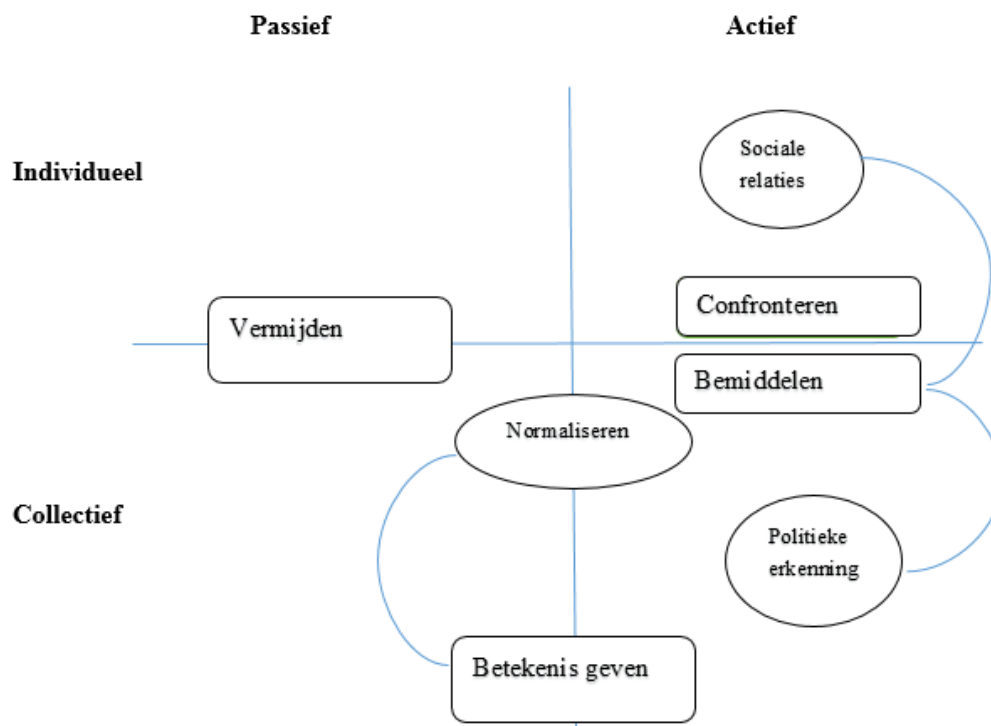 Passief
Actief
Individueel
Sociale
relaties
Confronteren
Vermijden
Bemiddelen
Normaliseren
Collectief
Politieke
erkenning
Betekenis geven